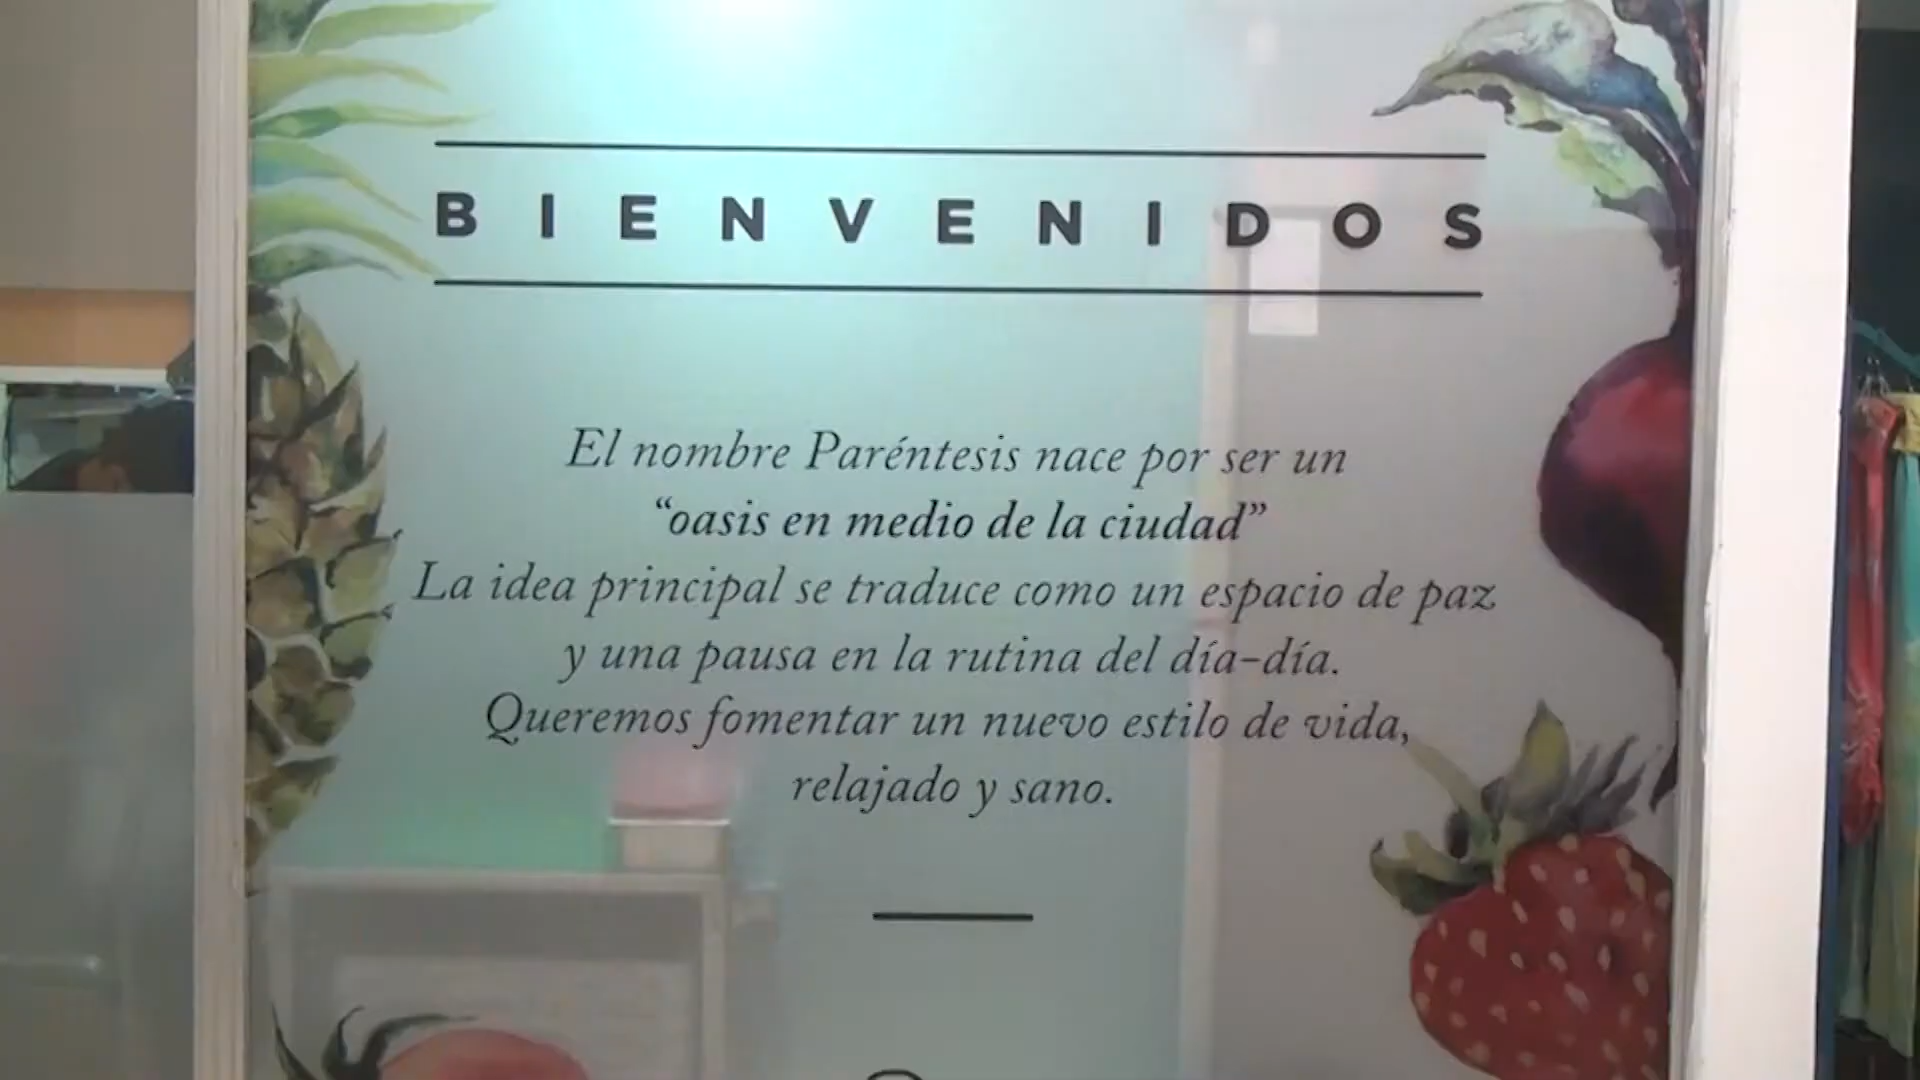 BIENVENIDOS
El nombre Paréntesis nace por ser un
“oasis en medio de la ciudad”
La idea principal se traduce como un espacio de paz
y una pausa en la rutina del día-día.
Queremos fomentar un nuevo estilo de vida,
relajado y sano.